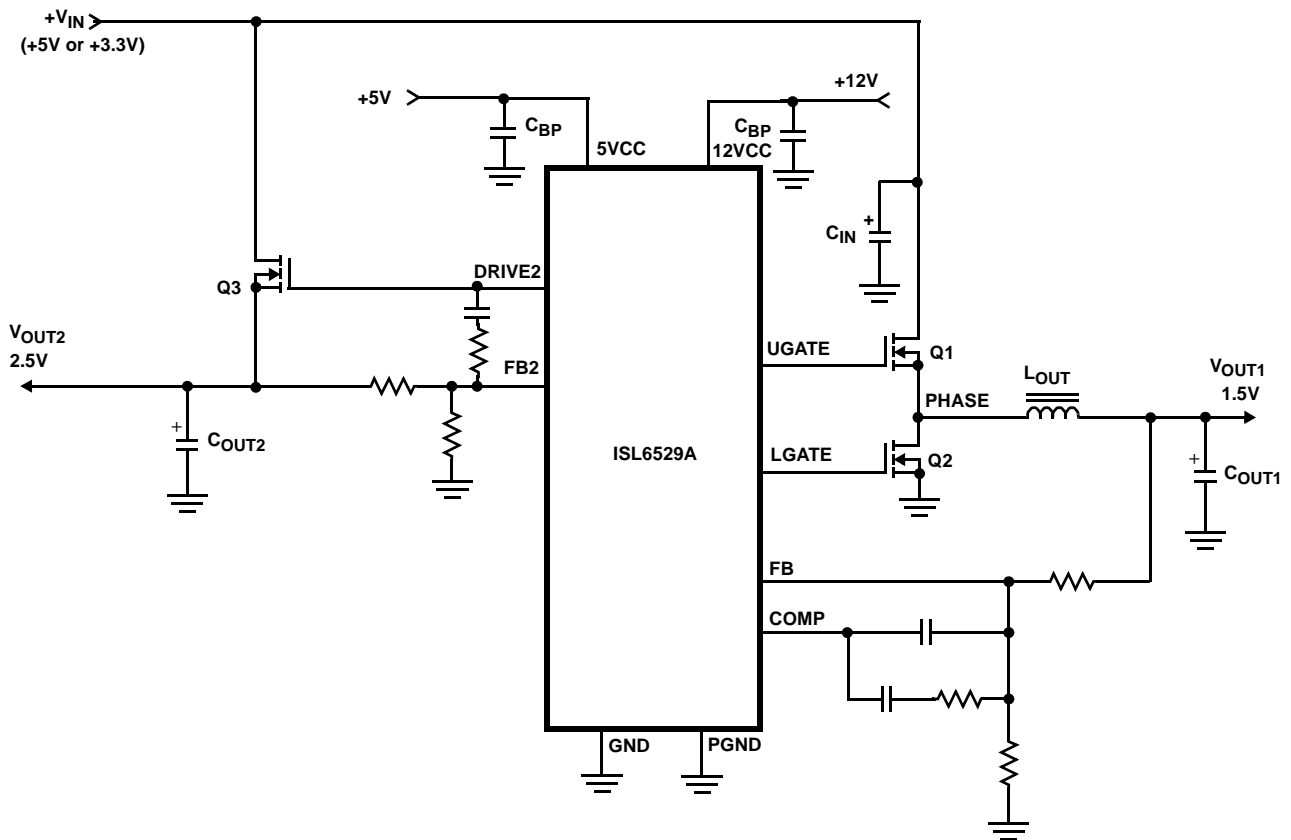 +VIN
(+5V or +3.3V)
+5V
CBP
5VCC
+12V
CBP
12VCC
CIN
+
Q3
DRIVE2
VOUT2
2.5V
FB2
+
COUT2
ISL6529A
UGATE
Q1
PHASE
LOUT
VOUT1
1.5V
LGATE
Q2
+
COUT1
FB
COMP
GND
PGND